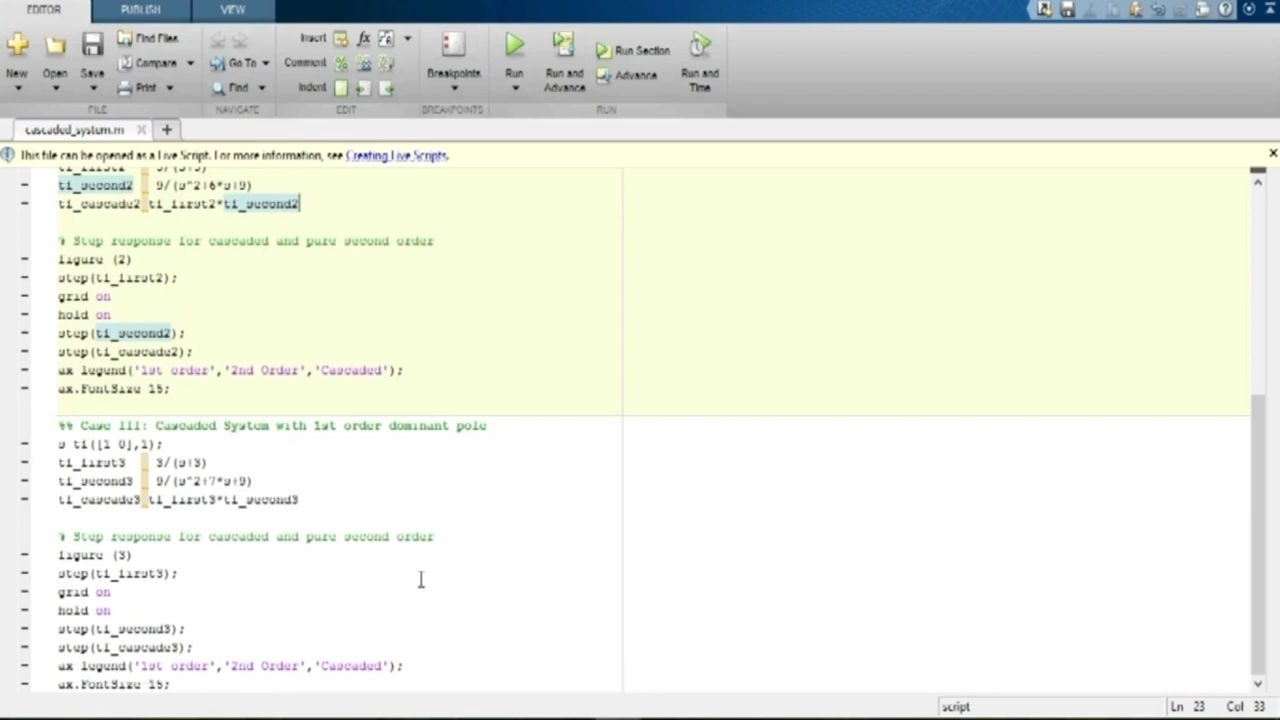 EDITOR PUBLISH VIEW
New Open Save Find Files Compare Print
Go To Find
Insert fx Comment Indent
Breakpoints
Run Run and Advance Run Section Advance Run and Time
FILE NAVIGATE EDIT BREAKPOINTS RUN
cascaded_system.m
This file can be opened as a Live Script. For more information, see Creating Live Scripts.
tf_second2 = 9/(s^2+6*s+9)
tf_cascade2=tf_first2*tf_second2
% Step response for cascaded and pure second order
figure (2)
step(tf_first2);
grid on
hold on
step(tf_second2);
step(tf_cascade2);
ax=legend('1st order','2nd Order','Cascaded');
ax.FontSize=15;
%% Case III: Cascaded System with 1st order dominant pole
s=tf([1 0],1);
tf_first3 = 3/(s+3)
tf_second3 = 9/(s^2+7*s+9)
tf_cascade3=tf_first3*tf_second3
% Step response for cascaded and pure second order
figure (3)
step(tf_first3);
grid on
hold on
step(tf_second3);
step(tf_cascade3);
ax=legend('1st order','2nd Order','Cascaded');
ax.FontSize=15;
script Ln 23 Col 33